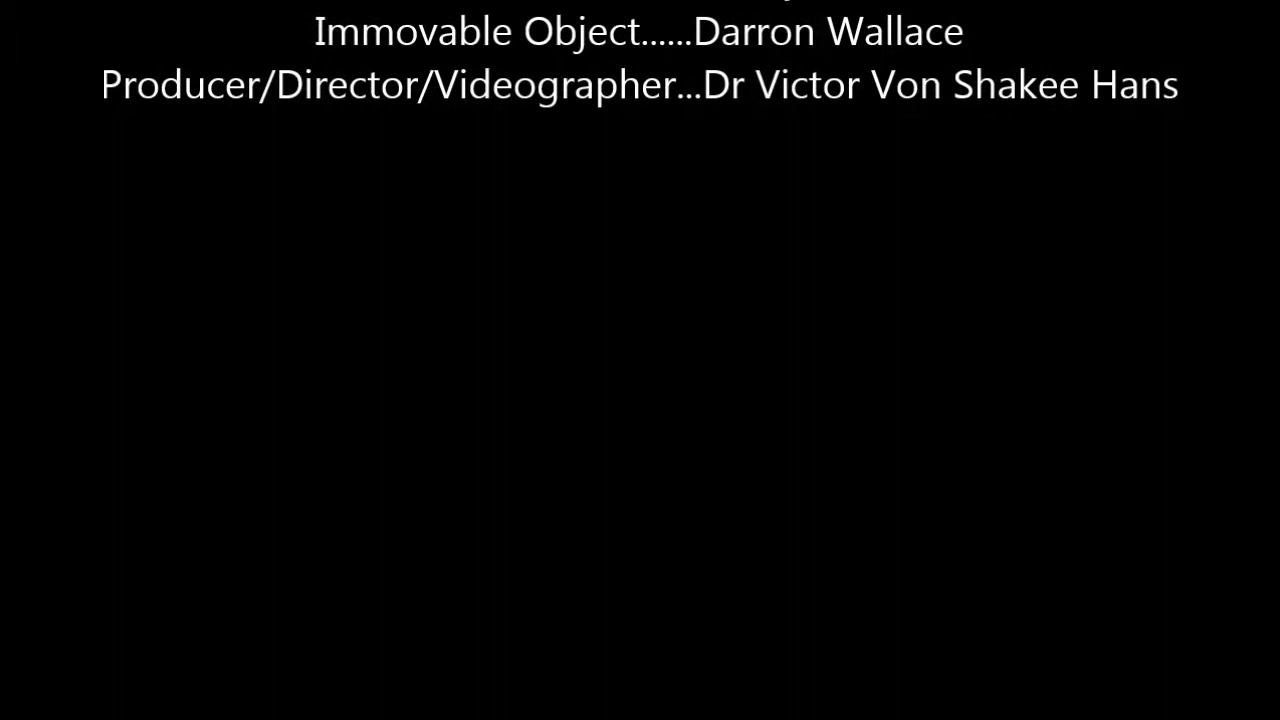 Immovable Object......Darron Wallace
Producer/Director/Videographer...Dr Victor Von Shakee Hans